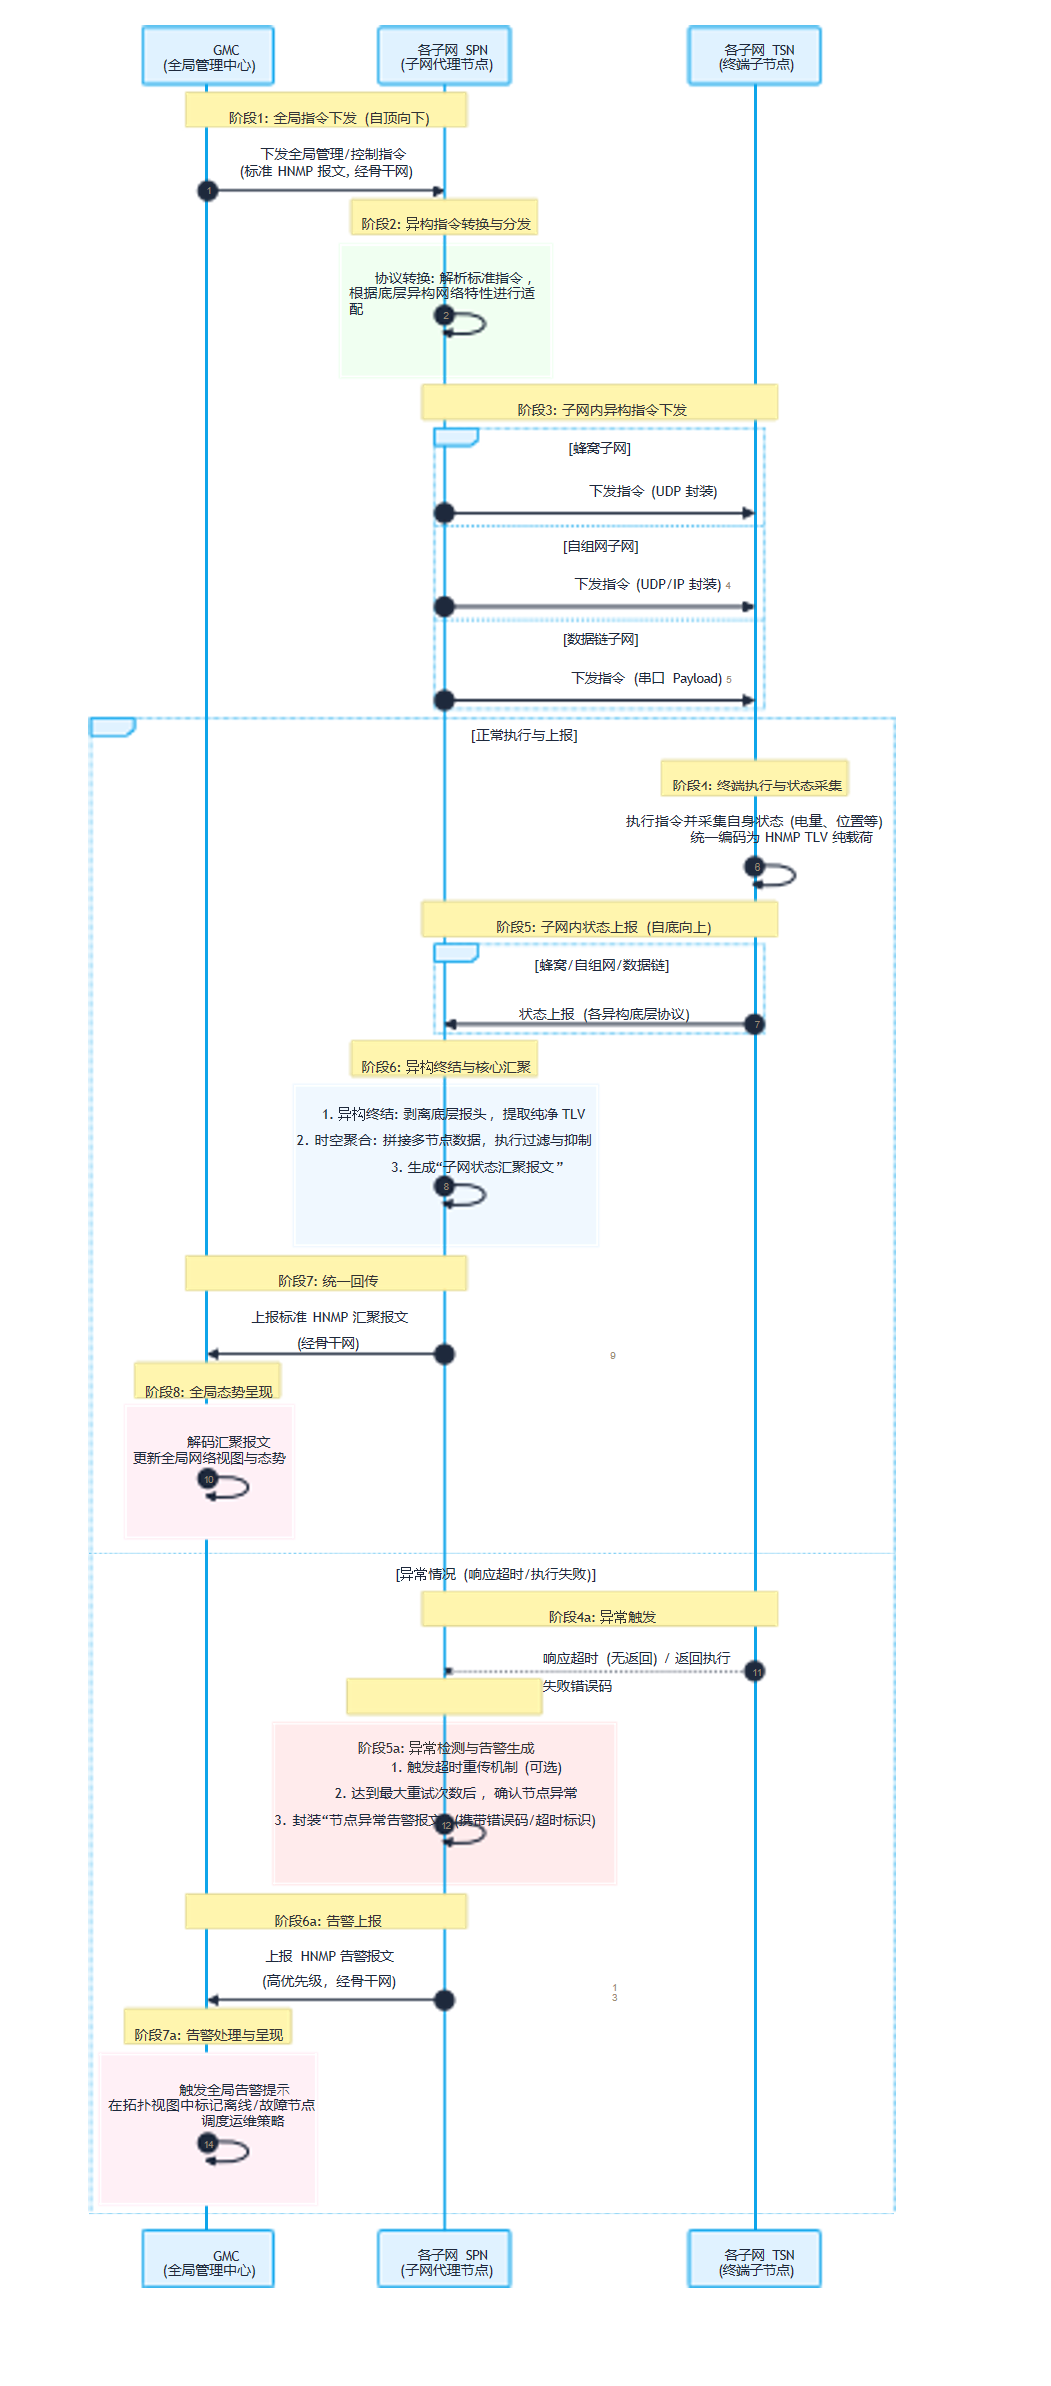 GMC
(全局管理中心)
各子网 SPN
(子网代理节点)
各子网 TSN
(终端子节点)
阶段1: 全局指令下发 (自顶向下)
下发全局管理/控制指令
(标准 HNMP 报文, 经骨干网)
1
阶段2: 异构指令转换与分发
协议转换: 解析标准指令,
根据底层异构网络特性进行适
配
2
阶段3: 子网内异构指令下发
[蜂窝子网]
下发指令 (UDP 封装)
[自组网子网]
下发指令 (UDP/IP 封装) 4
[数据链子网]
下发指令 (串口 Payload) 5
[正常执行与上报]
阶段4: 终端执行与状态采集
执行指令并采集自身状态 (电量、位置等)
统一编码为 HNMP TLV 纯载荷
6
阶段5: 子网内状态上报 (自底向上)
[蜂窝/自组网/数据链]
状态上报 (各异构底层协议)
7
阶段6: 异构终结与核心汇聚
1. 异构终结: 剥离底层报头, 提取纯净 TLV
2. 时空聚合: 拼接多节点数据, 执行过滤与抑制
3. 生成“子网状态汇聚报文”
8
阶段7: 统一回传
上报标准 HNMP 汇聚报文
(经骨干网)
9
阶段8: 全局态势呈现
解码汇聚报文
更新全局网络视图与态势
10
[异常情况 (响应超时/执行失败)]
阶段4a: 异常触发
响应超时 (无返回) / 返回执行
11
失败错误码
阶段5a: 异常检测与告警生成
1. 触发超时重传机制 (可选)
2. 达到最大重试次数后, 确认节点异常
3. 封装“节点异常告警报文 (携带错误码/超时标识)
12
阶段6a: 告警上报
上报 HNMP 告警报文
(高优先级, 经骨干网)
1
3
阶段7a: 告警处理与呈现
触发全局告警提示
在拓扑视图中标记离线/故障节点
调度运维策略
14
GMC
(全局管理中心)
各子网 SPN
(子网代理节点)
各子网 TSN
(终端子节点)